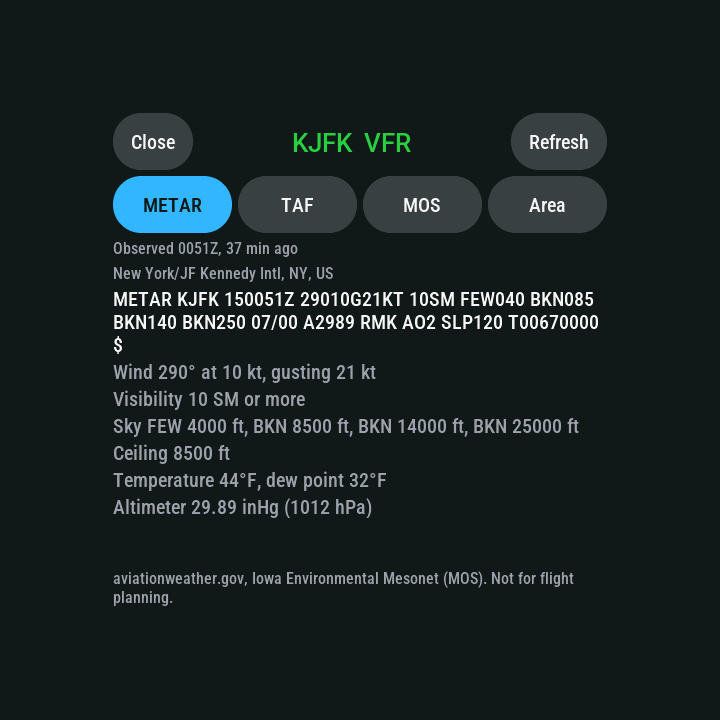 Close
KJFK VFR
Refresh
METAR
TAF
MOS
Area
Observed 0051Z, 37 min ago
New York/JF Kennedy Intl, NY, US
METAR KJFK 150051Z 29010G21KT 10SM FEW040 BKN085
BKN140 BKN250 07/00 A2989 RMK AO2 SLP120 T00670000
$
Wind 290° at 10 kt, gusting 21 kt
Visibility 10 SM or more
Sky FEW 4000 ft, BKN 8500 ft, BKN 14000 ft, BKN 25000 ft
Ceiling 8500 ft
Temperature 44°F, dew point 32°F
Altimeter 29.89 inHg (1012 hPa)
aviationweather.gov, Iowa Environmental Mesonet (MOS). Not for flight
planning.